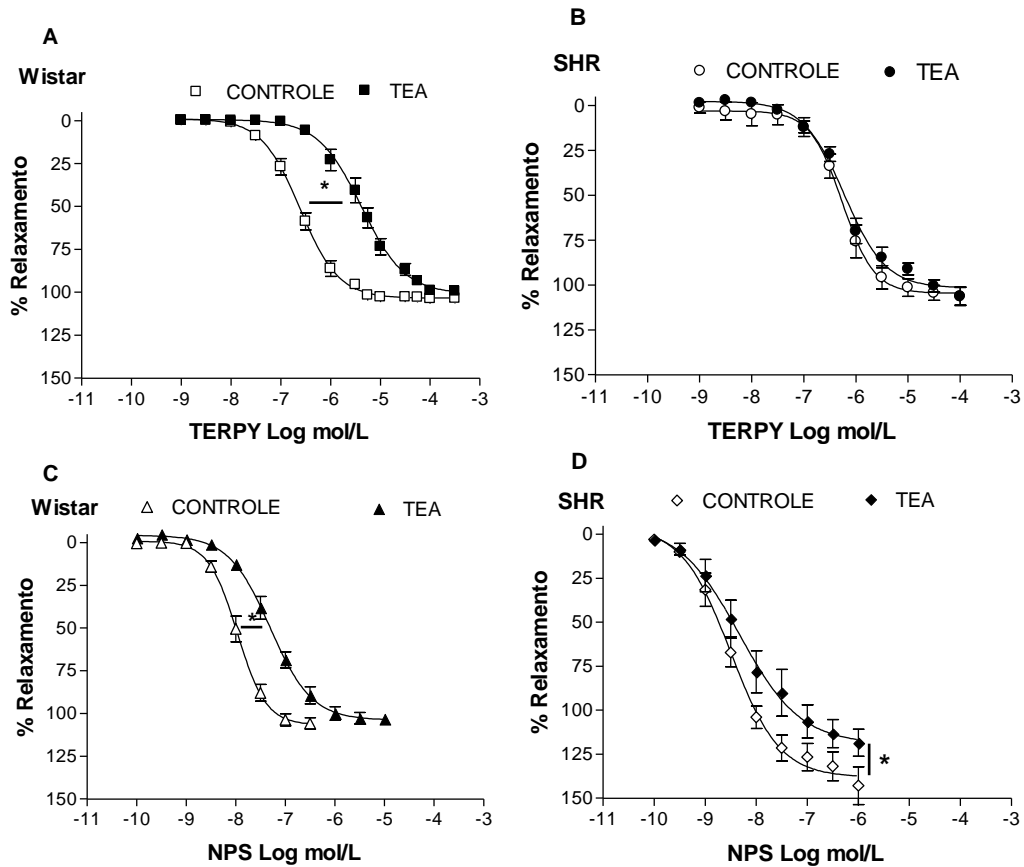 A
Wistar
CONTROLE TEA
% Relaxamento
0
25
50
75
100
125
150
*
-11 -10 -9 -8 -7 -6 -5 -4 -3
TERPY Log mol/L
B
SHR
CONTROLE TEA
% Relaxamento
0
25
50
75
100
125
150
-11 -10 -9 -8 -7 -6 -5 -4 -3
TERPY Log mol/L
C
Wistar
CONTROLE TEA
% Relaxamento
0
25
50
75
100
125
150
*
-11 -10 -9 -8 -7 -6 -5 -4 -3
NPS Log mol/L
D
SHR
CONTROLE TEA
% Relaxamento
0
25
50
75
100
125
150
*
-11 -10 -9 -8 -7 -6 -5 -4 -3
NPS Log mol/L